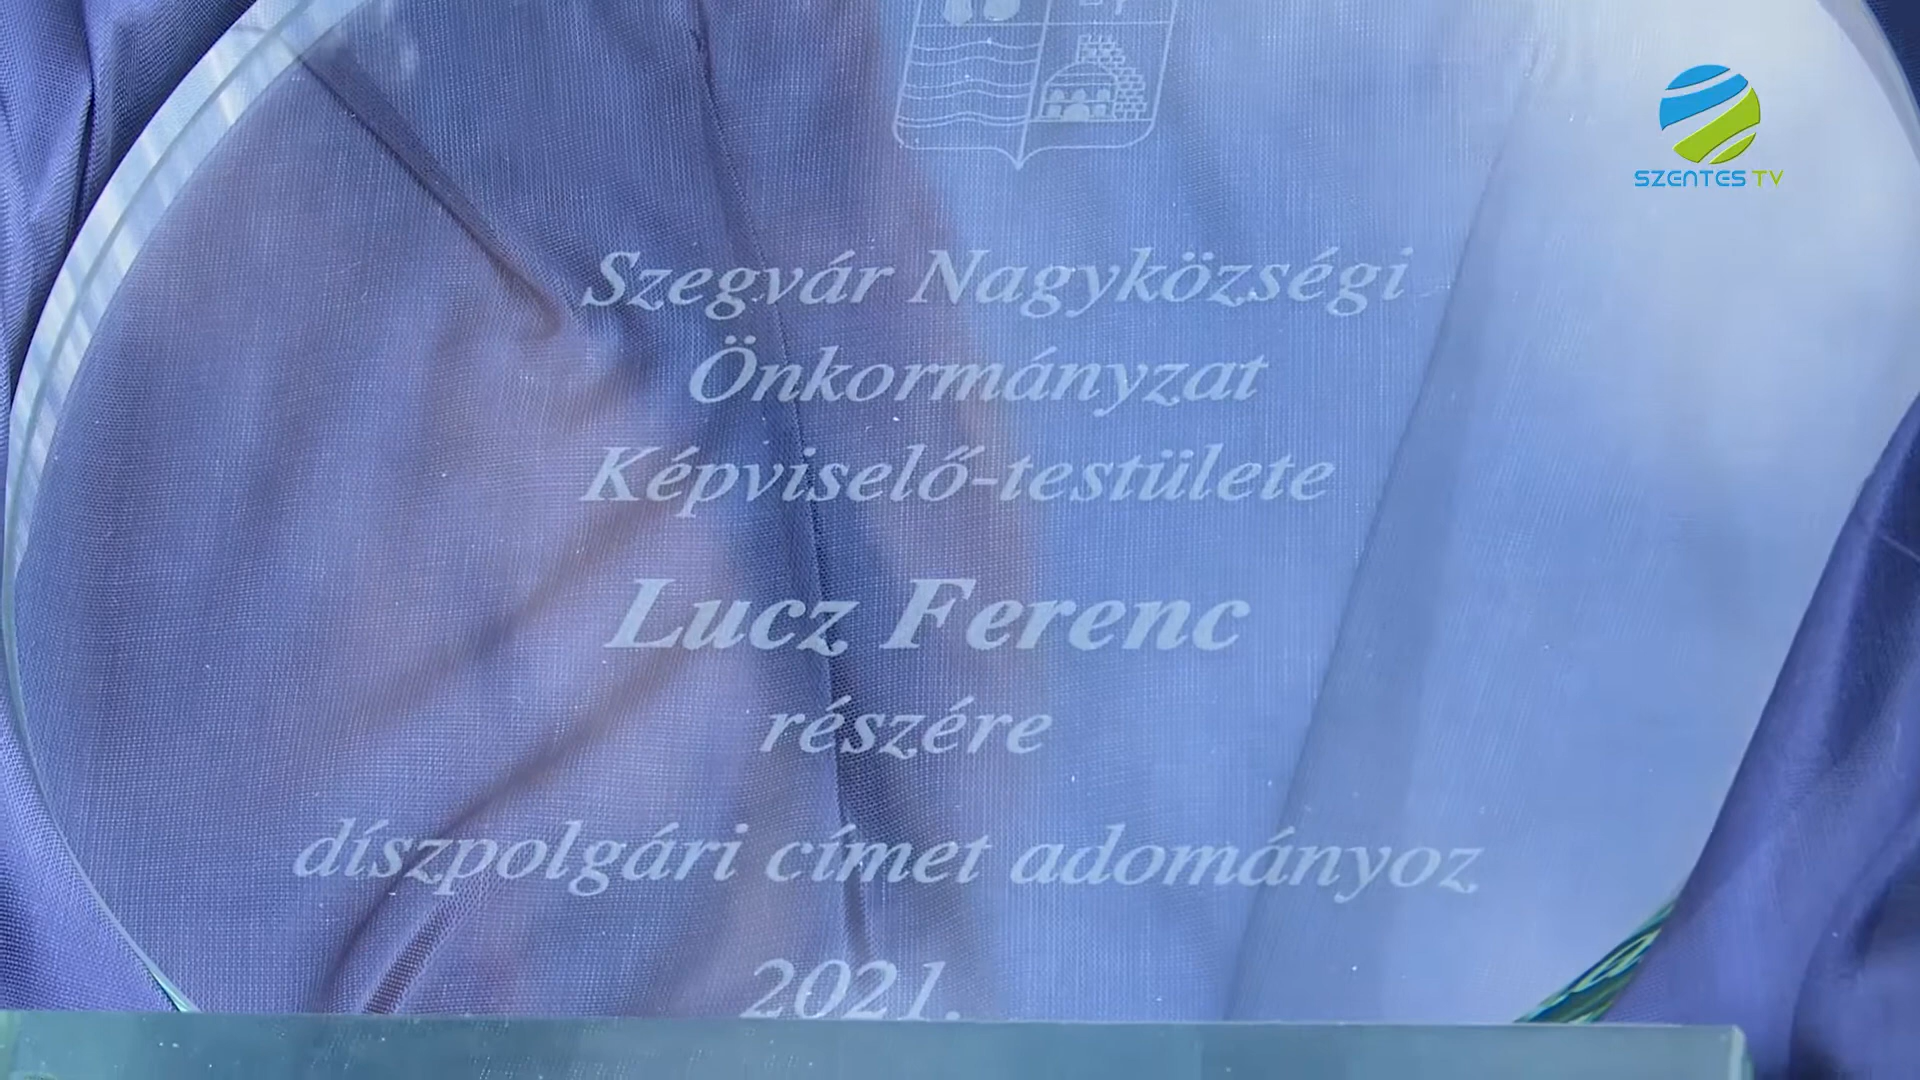 SZENTES TV
Szegvár Nagyközségi
Önkormányzat
Képviselő-testülete
Lucz Ferenc
részére
díszpolgári címet adományoz
2021.